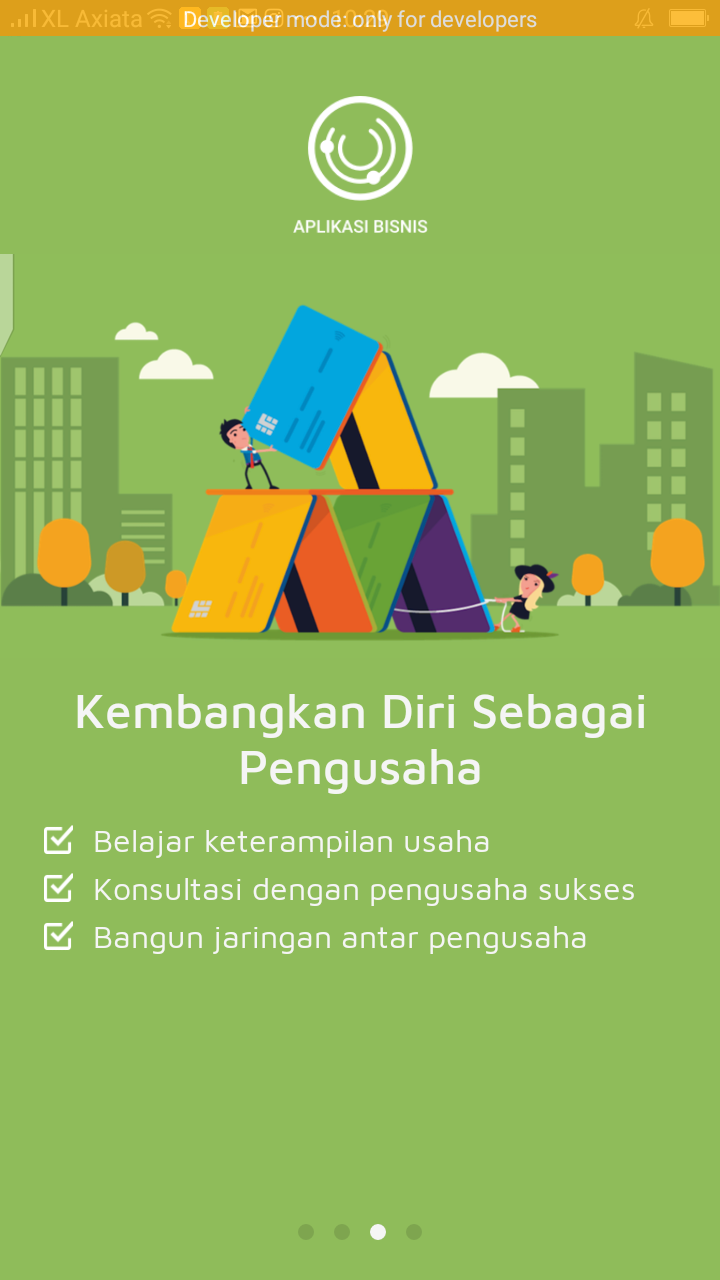 XL Axiata
Developer mode: only for developers
APLIKASI BISNIS
Kembangkan Diri Sebagai
Pengusaha
Belajar keterampilan usaha
Konsultasi dengan pengusaha sukses
Bangun jaringan antar pengusaha